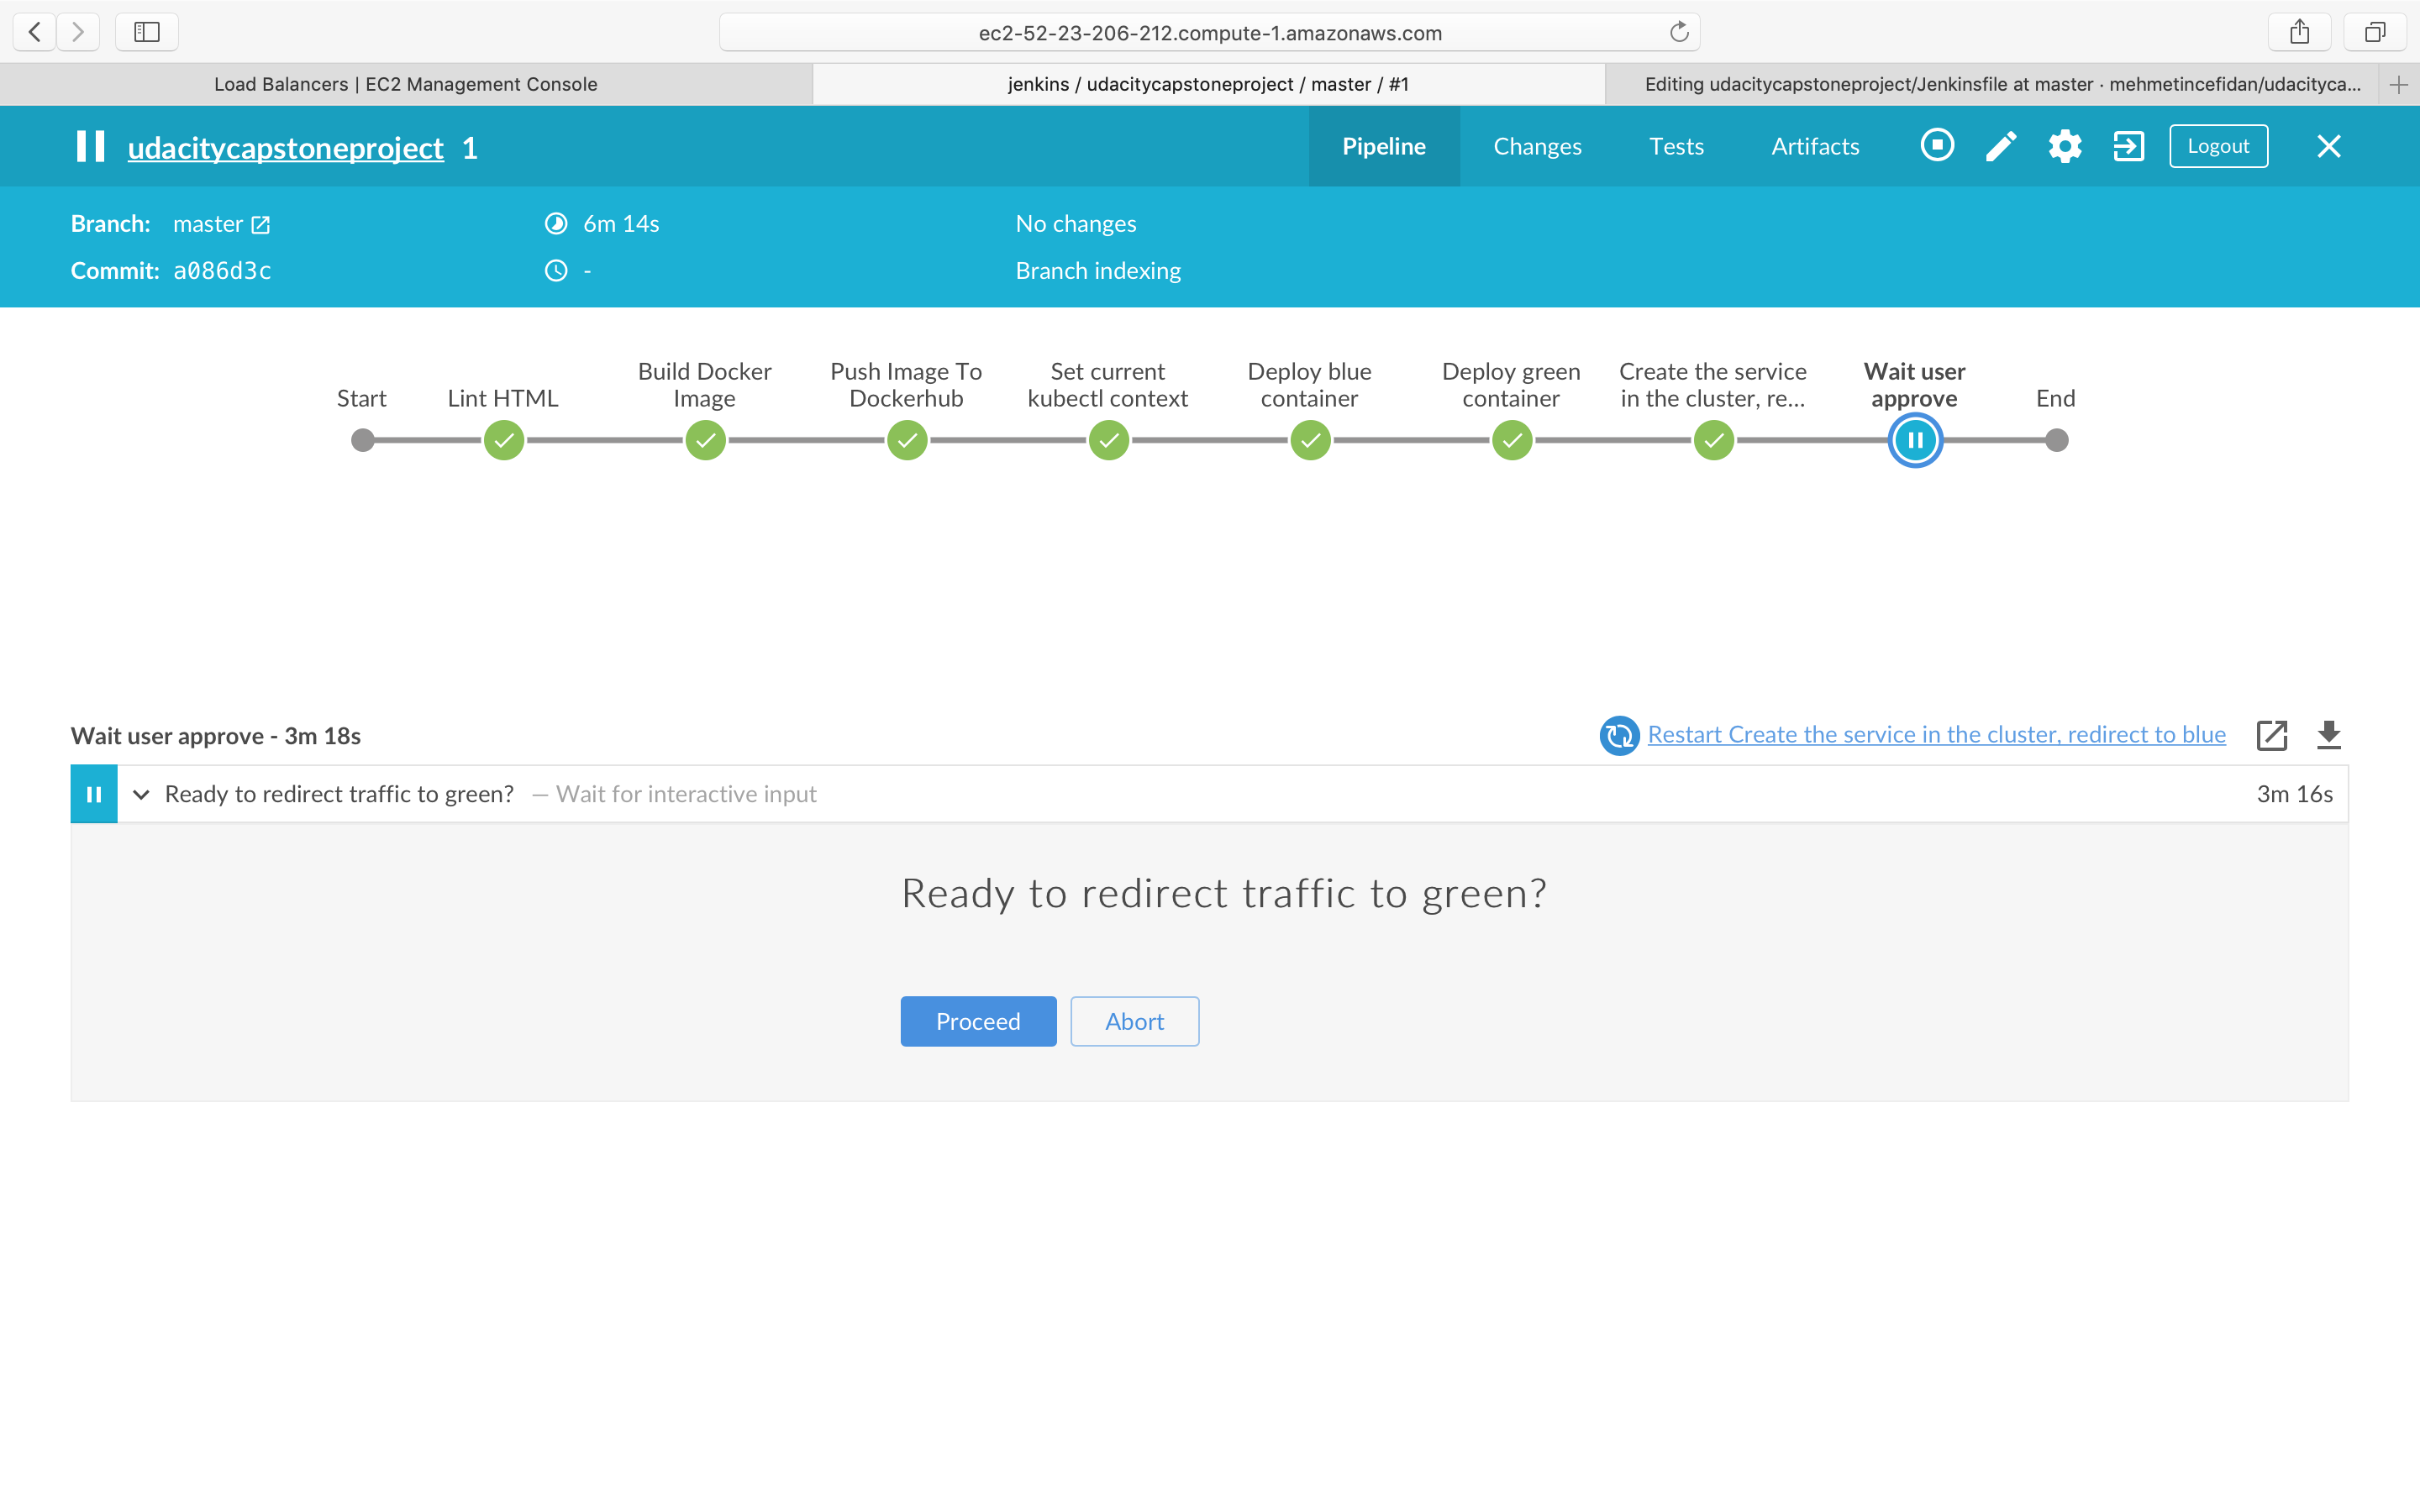 ec2-52-23-206-212.compute-1.amazonaws.com
Load Balancers | EC2 Management Console
jenkins / udacitycapstoneproject / master / #1
Editing udacitycapstoneproject/Jenkinsfile at master · mehmetincefidan/udacityca...
udacitycapstoneproject 1
Pipeline
Changes
Tests
Artifacts
Logout
Branch: master
6m 14s
No changes
Commit: a086d3c
-
Branch indexing
Start
Lint HTML
Build Docker
Image
Push Image To
Dockerhub
Set current
kubectl context
Deploy blue
container
Deploy green
container
Create the service
in the cluster, re...
Wait user
approve
End
Wait user approve - 3m 18s
Restart Create the service in the cluster, redirect to blue
Ready to redirect traffic to green? — Wait for interactive input
3m 16s
Ready to redirect traffic to green?
Proceed
Abort